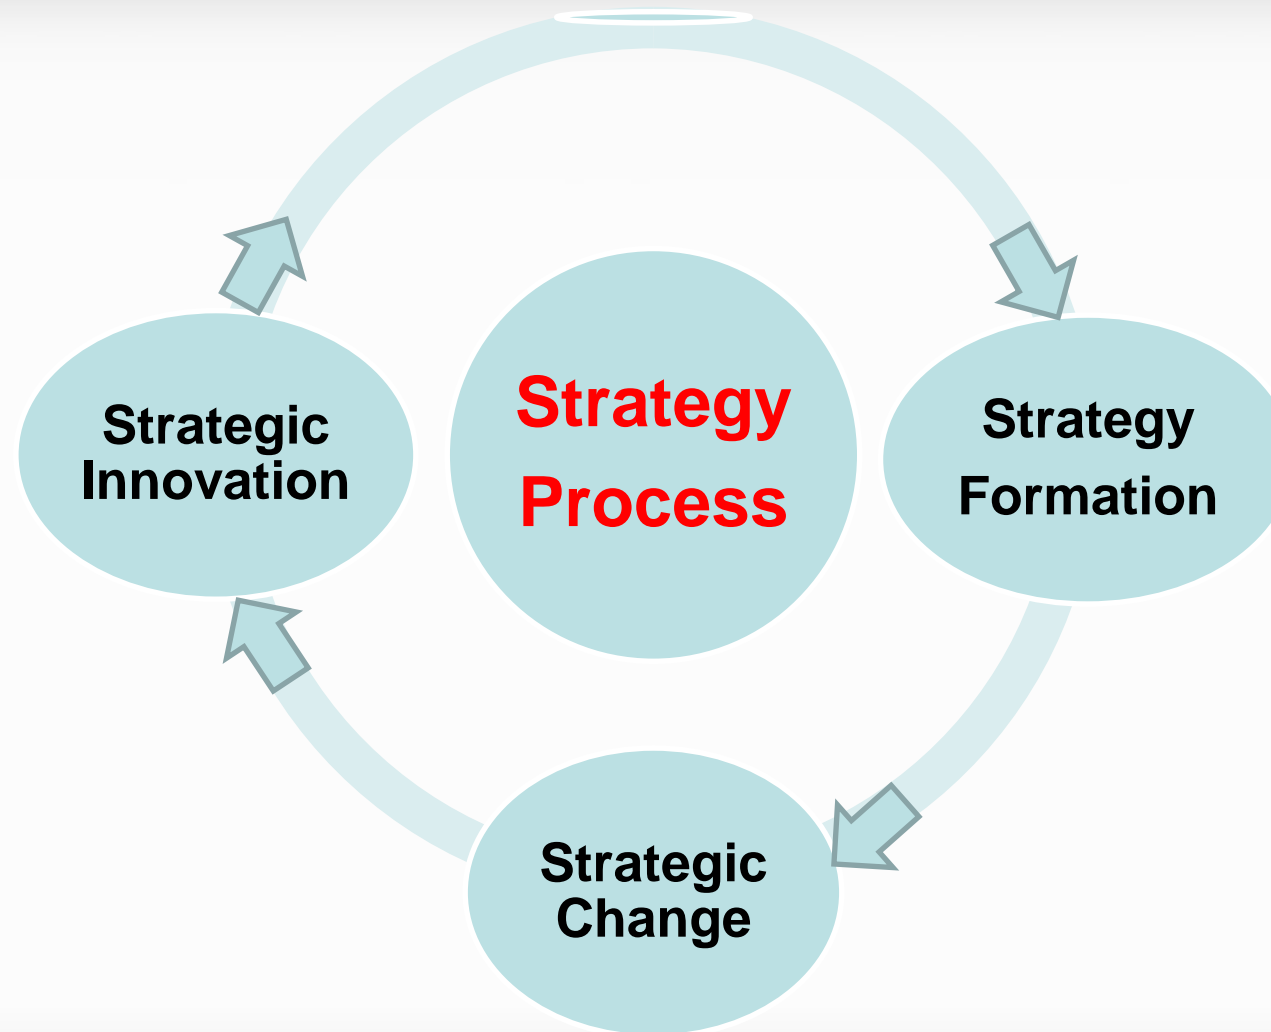 Strategy
Process
Strategy
Formation
Strategic
Change
Strategic
Innovation